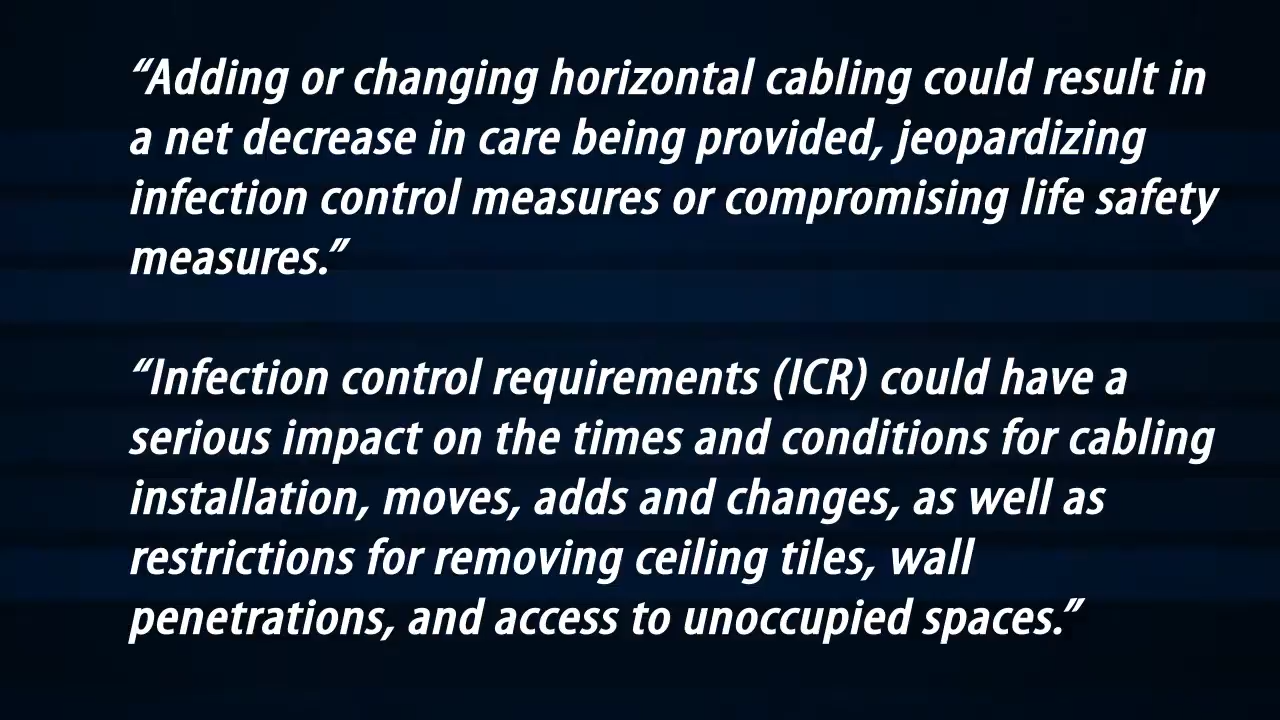 “Adding or changing horizontal cabling could result in
a net decrease in care being provided, jeopardizing
infection control measures or compromising life safety
measures.”
“Infection control requirements (ICR) could have a
serious impact on the times and conditions for cabling
installation, moves, adds and changes, as well as
restrictions for removing ceiling tiles, wall
penetrations, and access to unoccupied spaces.”